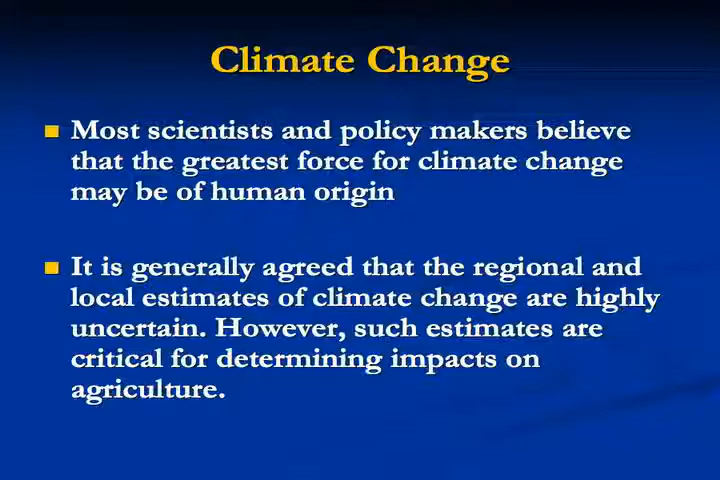 Climate Change
Most scientists and policy makers believe
that the greatest force for climate change
may be of human origin
It is generally agreed that the regional and
local estimates of climate change are highly
uncertain. However, such estimates are
critical for determining impacts on
agriculture.